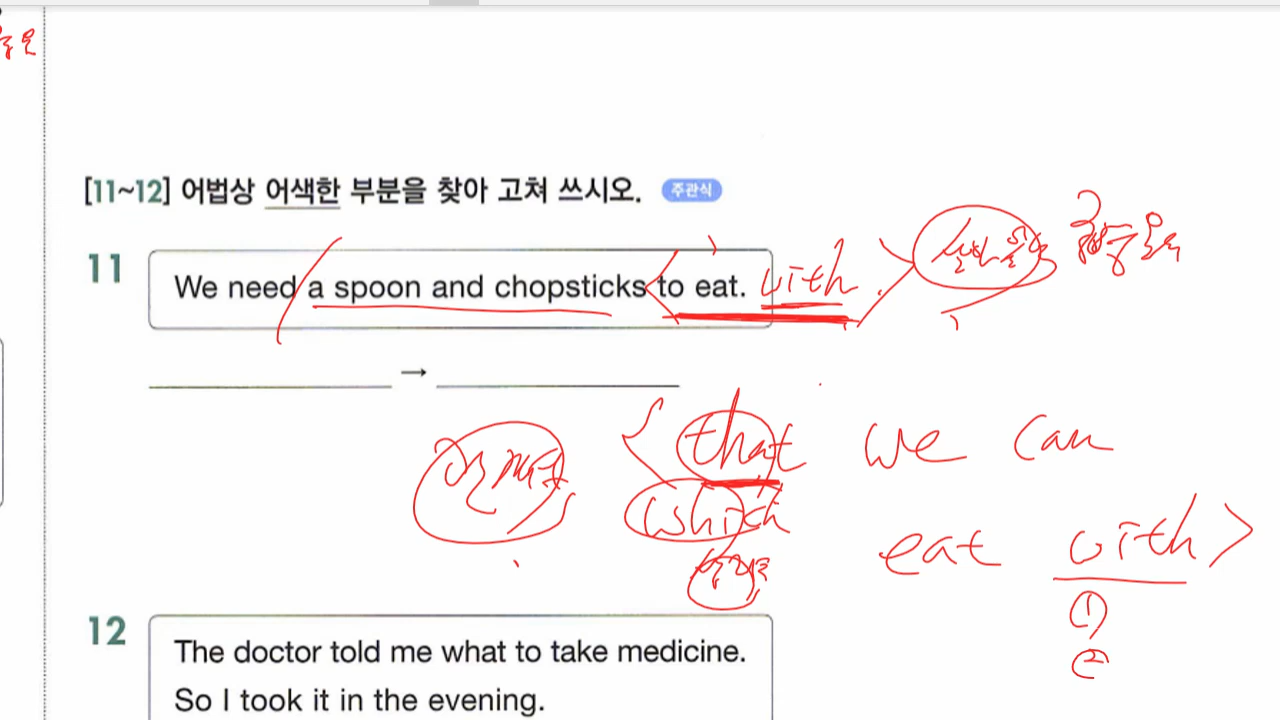 [11~12] 어법상 어색한 부분을 찾아 고쳐 쓰시오. 주관식
11 We need a spoon and chopsticks to eat. with
→
that we can
which
eat with
①
②
12 The doctor told me what to take medicine.
So I took it in the evening.